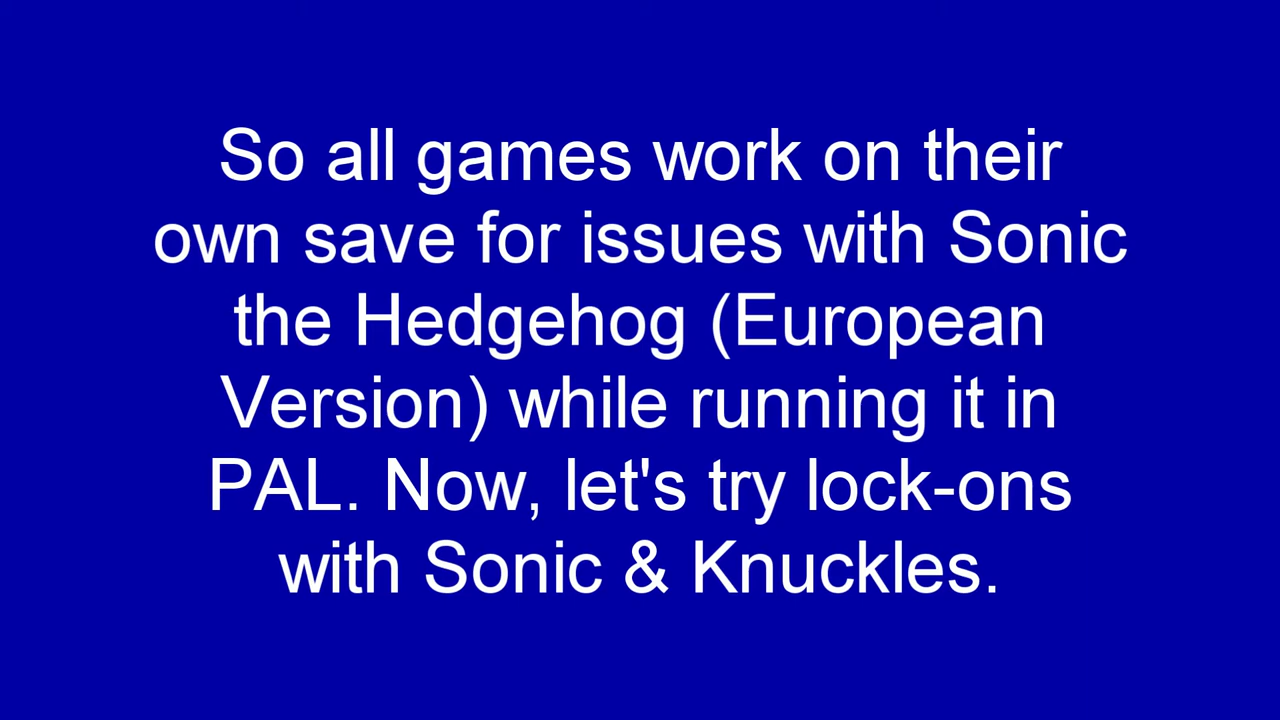 So all games work on their
own save for issues with Sonic
the Hedgehog (European
Version) while running it in
PAL. Now, let's try lock-ons
with Sonic & Knuckles.